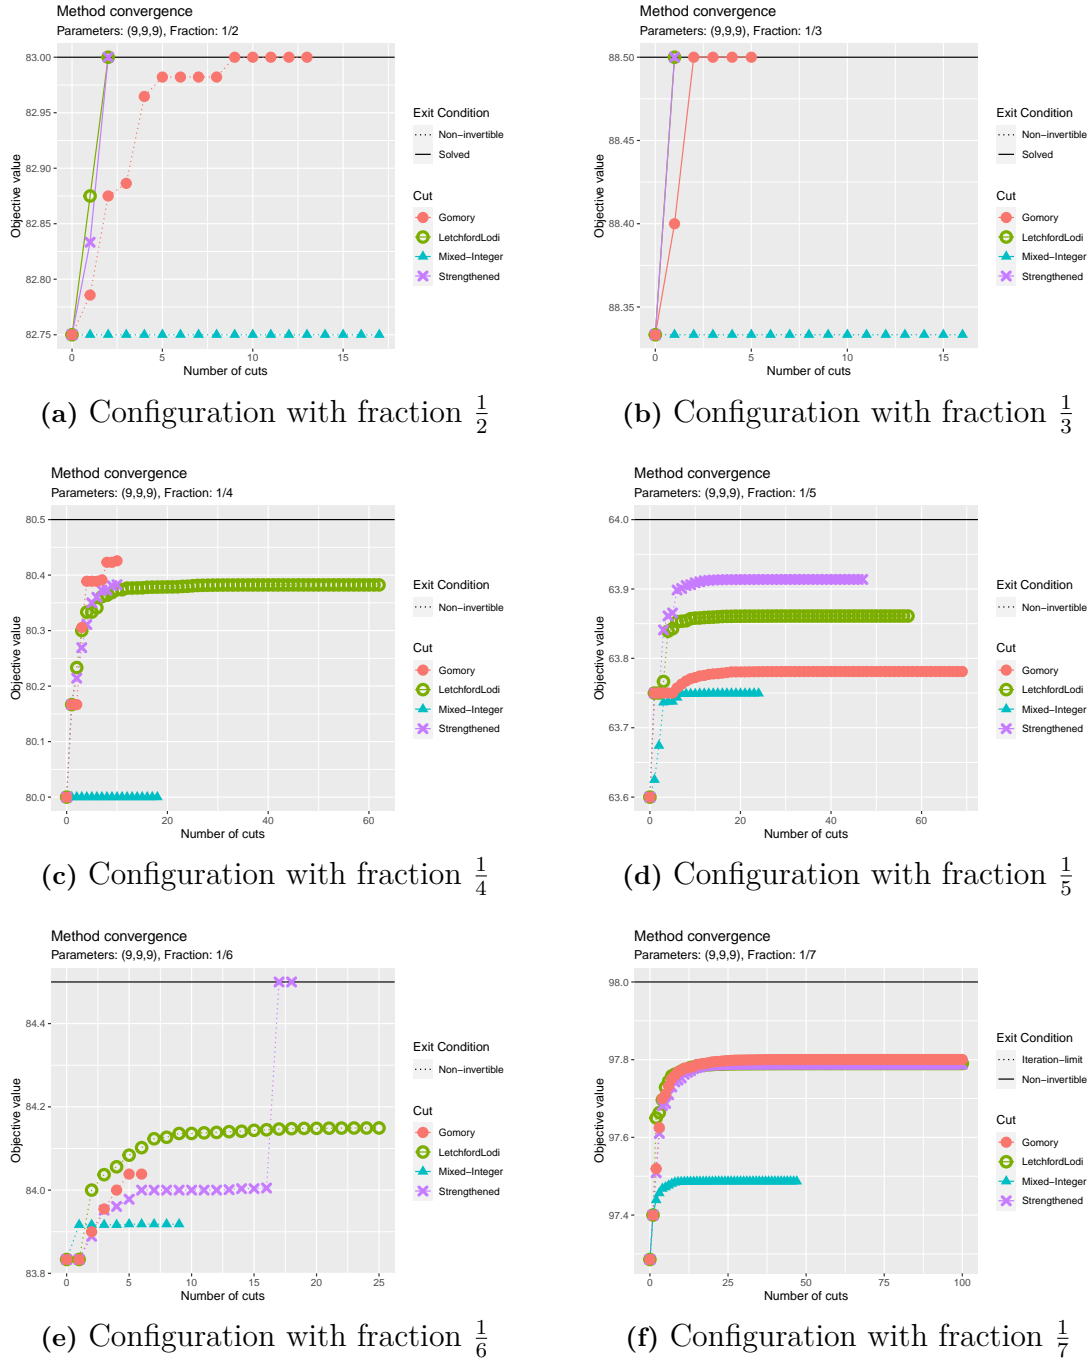 Method convergence
Parameters: (9,9,9), Fraction: 1/2
83.00
82.95
82.90
82.85
82.80
82.75
Objective value
0 5 10 15
Number of cuts
Exit Condition
Non−invertible
Solved
Cut
Gomory
LetchfordLodi
Mixed−Integer
Strengthened
(a) Configuration with fraction 1/2
Method convergence
Parameters: (9,9,9), Fraction: 1/3
88.50
88.45
88.40
88.35
Objective value
0 5 10 15
Number of cuts
Exit Condition
Non−invertible
Solved
Cut
Gomory
LetchfordLodi
Mixed−Integer
Strengthened
(b) Configuration with fraction 1/3
Method convergence
Parameters: (9,9,9), Fraction: 1/4
80.5
80.4
80.3
80.2
80.1
80.0
Objective value
0 20 40 60
Number of cuts
Exit Condition
Non−invertible
Cut
Gomory
LetchfordLodi
Mixed−Integer
Strengthened
(c) Configuration with fraction 1/4
Method convergence
Parameters: (9,9,9), Fraction: 1/5
64.0
63.9
63.8
63.7
63.6
Objective value
0 20 40 60
Number of cuts
Exit Condition
Non−invertible
Cut
Gomory
LetchfordLodi
Mixed−Integer
Strengthened
(d) Configuration with fraction 1/5
Method convergence
Parameters: (9,9,9), Fraction: 1/6
84.4
84.2
84.0
83.8
Objective value
0 5 10 15 20 25
Number of cuts
Exit Condition
Non−invertible
Cut
Gomory
LetchfordLodi
Mixed−Integer
Strengthened
(e) Configuration with fraction 1/6
Method convergence
Parameters: (9,9,9), Fraction: 1/7
98.0
97.8
97.6
97.4
Objective value
0 25 50 75 100
Number of cuts
Exit Condition
Iteration−limit
Non−invertible
Cut
Gomory
LetchfordLodi
Mixed−Integer
Strengthened
(f) Configuration with fraction 1/7